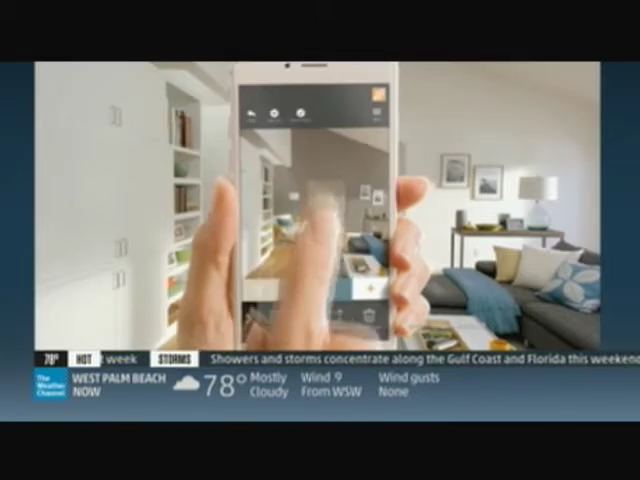 78° HOT t week STORMS Showers and storms concentrate along the Gulf Coast and Florida this weekend
The
Weather
Channel
WEST PALM BEACH
NOW
78°
Mostly
Cloudy
Wind 9
From WSW
Wind gusts
None